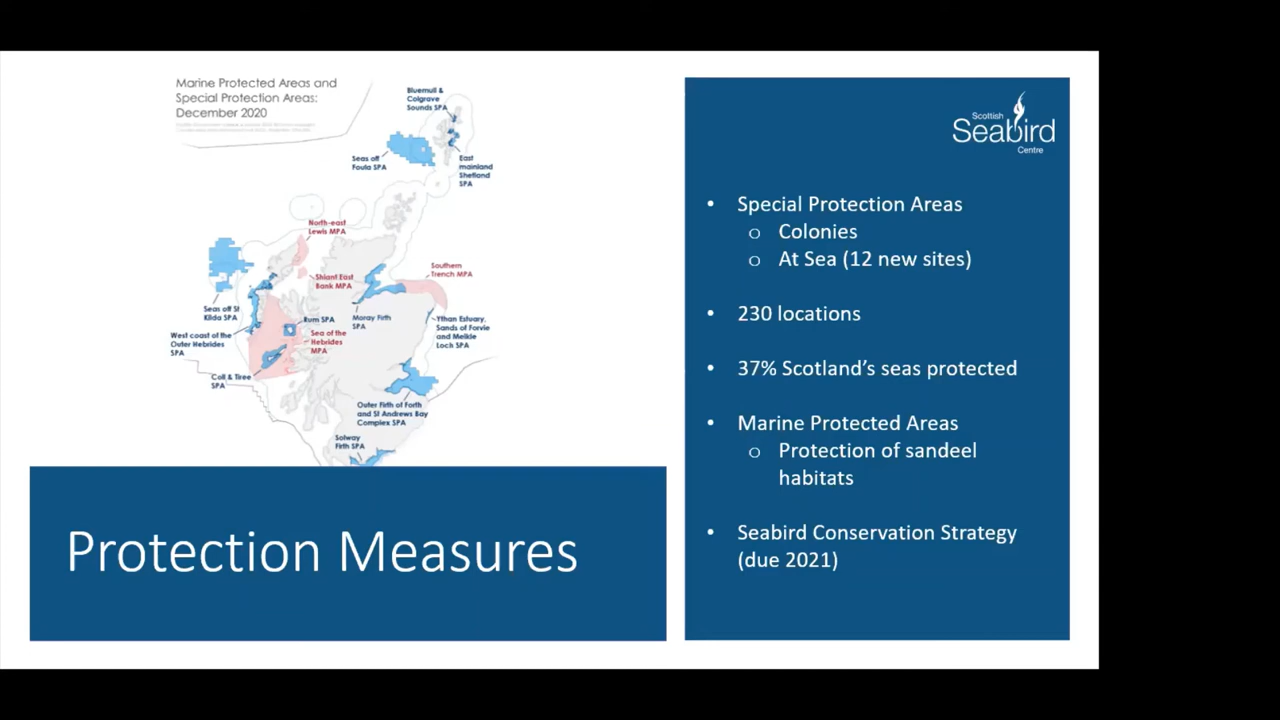 Marine Protected Areas and
Special Protection Areas:
December 2020
Bluemull &
Colgrave
Sounds SPA
Seas off
Foula SPA
East
mainland
Shetland
SPA
North-east
Lewis MPA
Shiant East
Bank MPA
Southern
Trench MPA
Seas off St
Kilda SPA
Rum SPA
Moray Firth
SPA
Ythan Estuary,
Sands of Forvie
and Meikle
Loch SPA
West coast of the
Outer Hebrides
SPA
Sea of the
Hebrides
MPA
Coll & Tiree
SPA
Outer Firth of Forth
and St Andrews Bay
Complex SPA
Solway
Firth SPA
Protection Measures
Scottish
Seabird
Centre
• Special Protection Areas
o Colonies
o At Sea (12 new sites)
• 230 locations
• 37% Scotland's seas protected
• Marine Protected Areas
o Protection of sandeel
habitats
• Seabird Conservation Strategy
(due 2021)